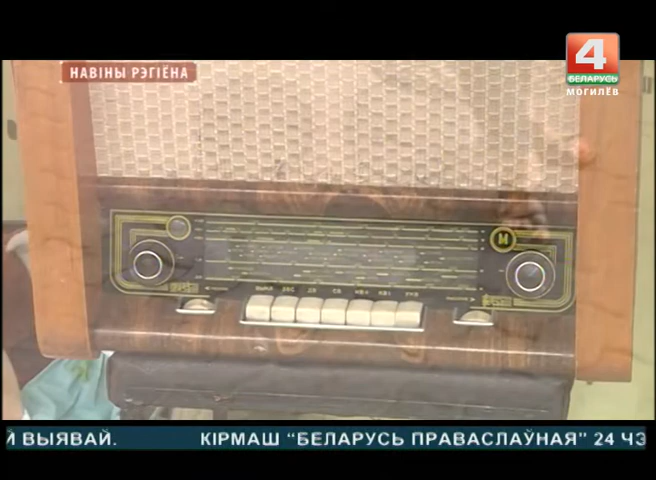 НАВІНЫ РЭГІЁНА
4
БЕЛАРУСЬ
МОГИЛЁВ
М
Й ВЫЯВАЙ. КІРМАШ “БЕЛАРУСЬ ПРАВАСЛАЎНАЯ” 24 ЧЭ